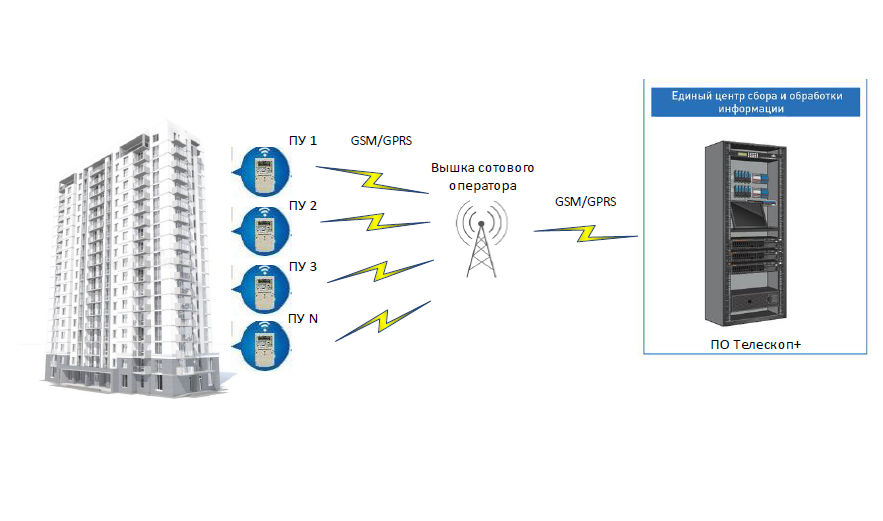 ПУ 1
GSM/GPRS
ПУ 2
ПУ 3
ПУ N
Вышка сотового
оператора
GSM/GPRS
Единый центр сбора и обработки
информации
ПО Телескоп+